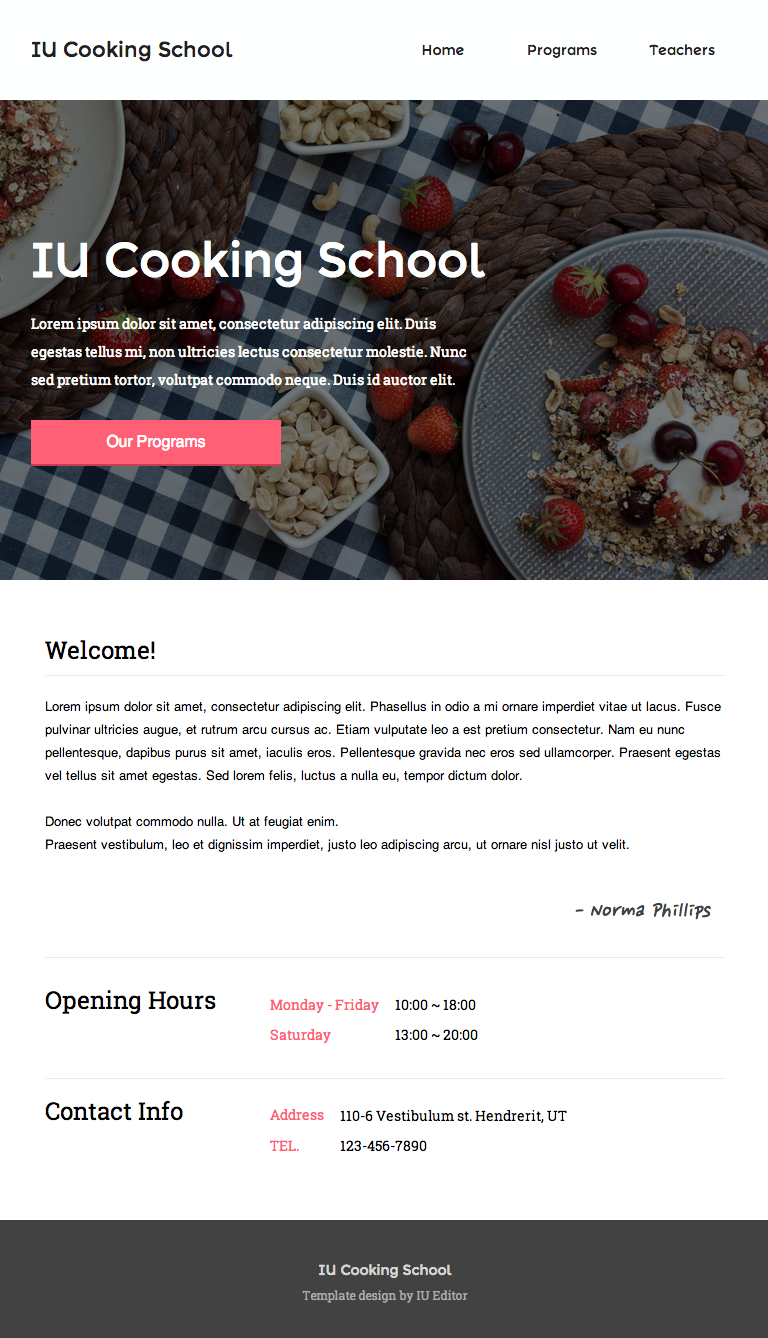 IU Cooking School
Home Programs Teachers
IU Cooking School
Lorem ipsum dolor sit amet, consectetur adipiscing elit. Duis
egestas tellus mi, non ultricies lectus consectetur molestie. Nunc
sed pretium tortor, volutpat commodo neque. Duis id auctor elit.
Our Programs
Welcome!
Lorem ipsum dolor sit amet, consectetur adipiscing elit. Phasellus in odio a mi ornare imperdiet vitae ut lacus. Fusce
pulvinar ultricies augue, et rutrum arcu cursus ac. Etiam vulputate leo a est pretium consectetur. Nam eu nunc
pellentesque, dapibus purus sit amet, iaculis eros. Pellentesque gravida nec eros sed ullamcorper. Praesent egestas
vel tellus sit amet egestas. Sed lorem felis, luctus a nulla eu, tempor dictum dolor.
Donec volutpat commodo nulla. Ut at feugiat enim.
Praesent vestibulum, leo et dignissim imperdiet, justo leo adipiscing arcu, ut ornare nisl justo ut velit.
- Norma Phillips
Opening Hours
Monday - Friday 10:00 ~ 18:00
Saturday 13:00 ~ 20:00
Contact Info
Address 110-6 Vestibulum st. Hendrerit, UT
TEL. 123-456-7890
IU Cooking School
Template design by IU Editor